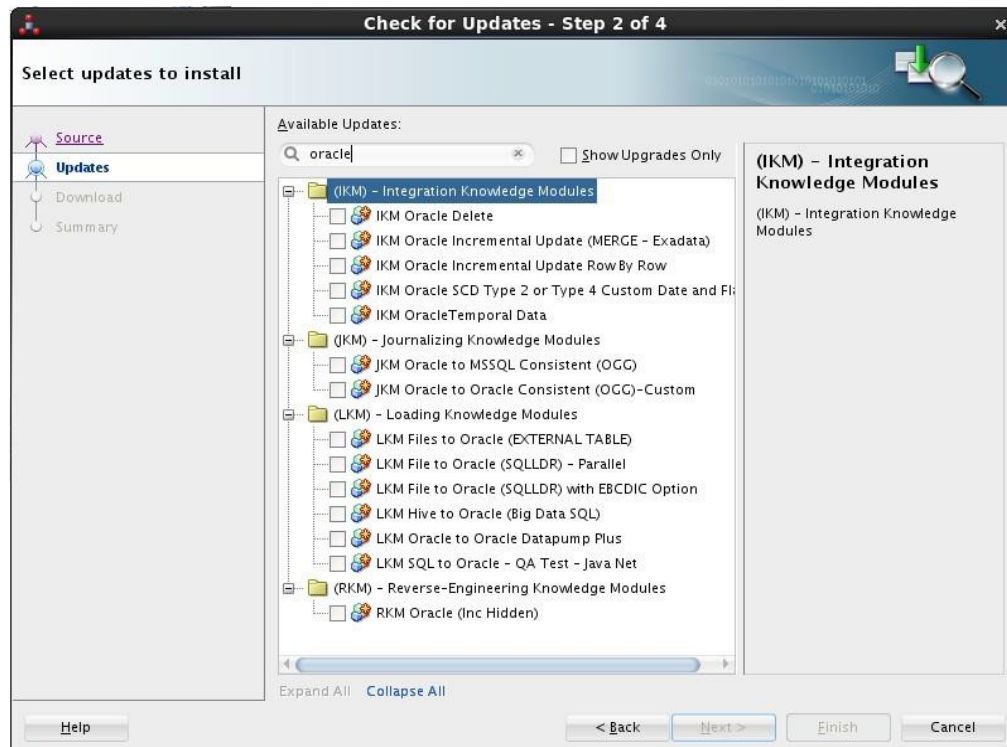 Check for Updates - Step 2 of 4
Select updates to install
Source
Updates
Download
Summary
Available Updates:
oracle
Show Upgrades Only
(IKM) - Integration Knowledge Modules
IKM Oracle Delete
IKM Oracle Incremental Update (MERGE - Exadata)
IKM Oracle Incremental Update Row By Row
IKM Oracle SCD Type 2 or Type 4 Custom Date and Fl
IKM OracleTemporal Data
(JKM) - Journalizing Knowledge Modules
JKM Oracle to MSSQL Consistent (OGG)
JKM Oracle to Oracle Consistent (OGG)-Custom
(LKM) - Loading Knowledge Modules
LKM Files to Oracle (EXTERNAL TABLE)
LKM File to Oracle (SQLLDR) - Parallel
LKM File to Oracle (SQLLDR) with EBCDIC Option
LKM Hive to Oracle (Big Data SQL)
LKM Oracle to Oracle Datapump Plus
LKM SQL to Oracle - QA Test - Java Net
(RKM) - Reverse-Engineering Knowledge Modules
RKM Oracle (Inc Hidden)
Expand All Collapse All
(IKM) - Integration
Knowledge Modules
(IKM) - Integration Knowledge
Modules
Help
< Back
Next >
Finish
Cancel